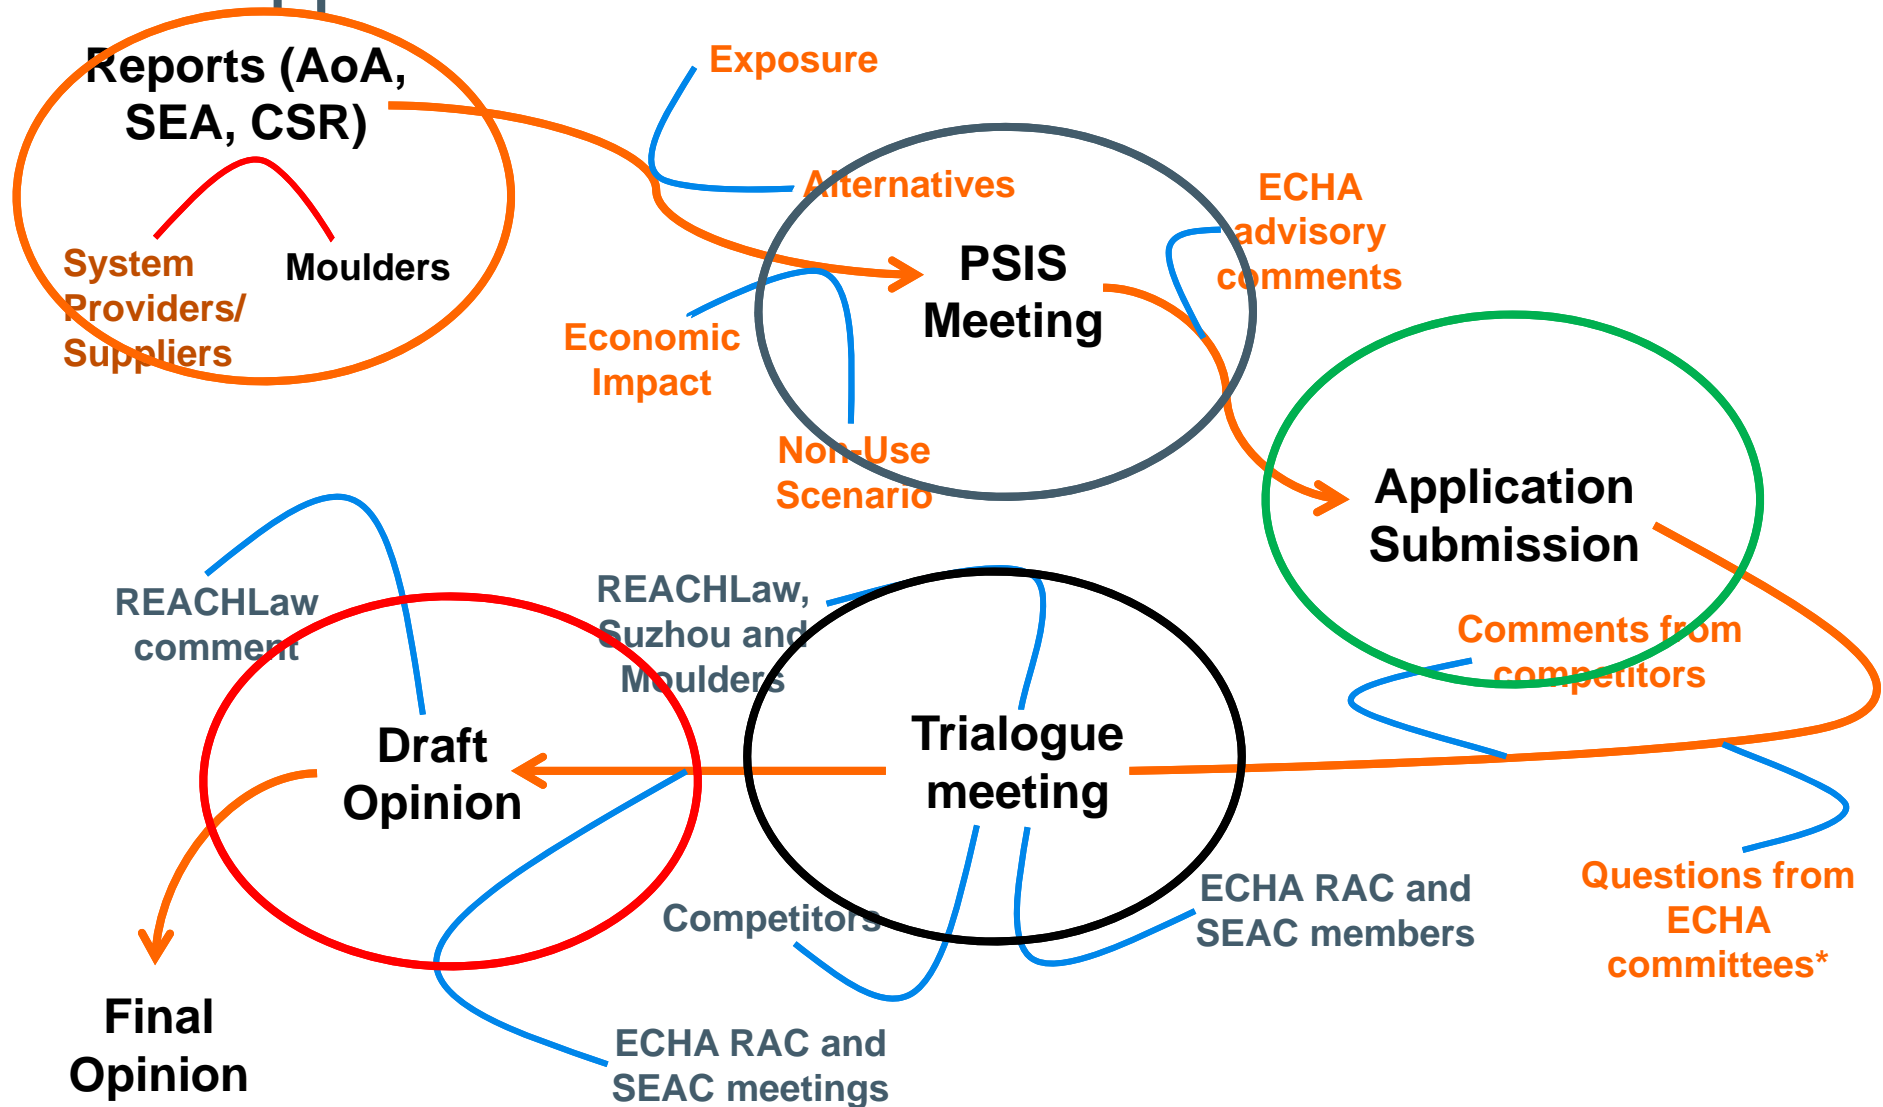 Reports (AoA,
SEA, CSR)
System
Providers/
Suppliers
Moulders
Exposure
Alternatives
Economic
Impact
Non-Use
Scenario
PSIS
Meeting
ECHA
advisory
comments
Application
Submission
Comments from
competitors
Questions from
ECHA
committees*
Trialogue
meeting
REACHLaw,
Suzhou and
Moulders
Competitors
ECHA RAC and
SEAC members
Draft
Opinion
REACHLaw
comment
ECHA RAC and
SEAC meetings
Final
Opinion